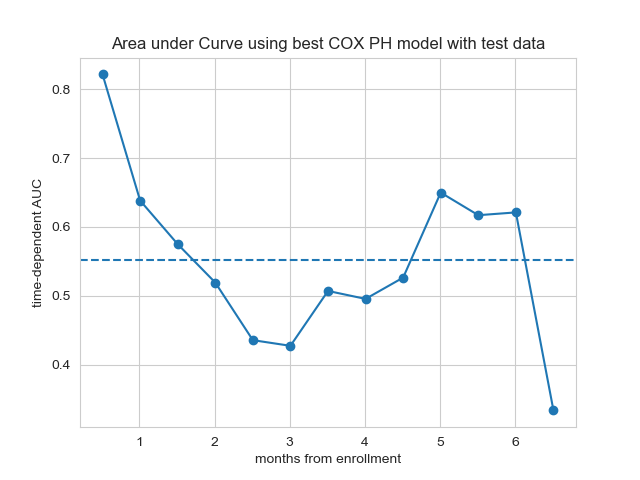 Area under Curve using best COX PH model with test data
time-dependent AUC
0.8
0.7
0.6
0.5
0.4
1 2 3 4 5 6
months from enrollment